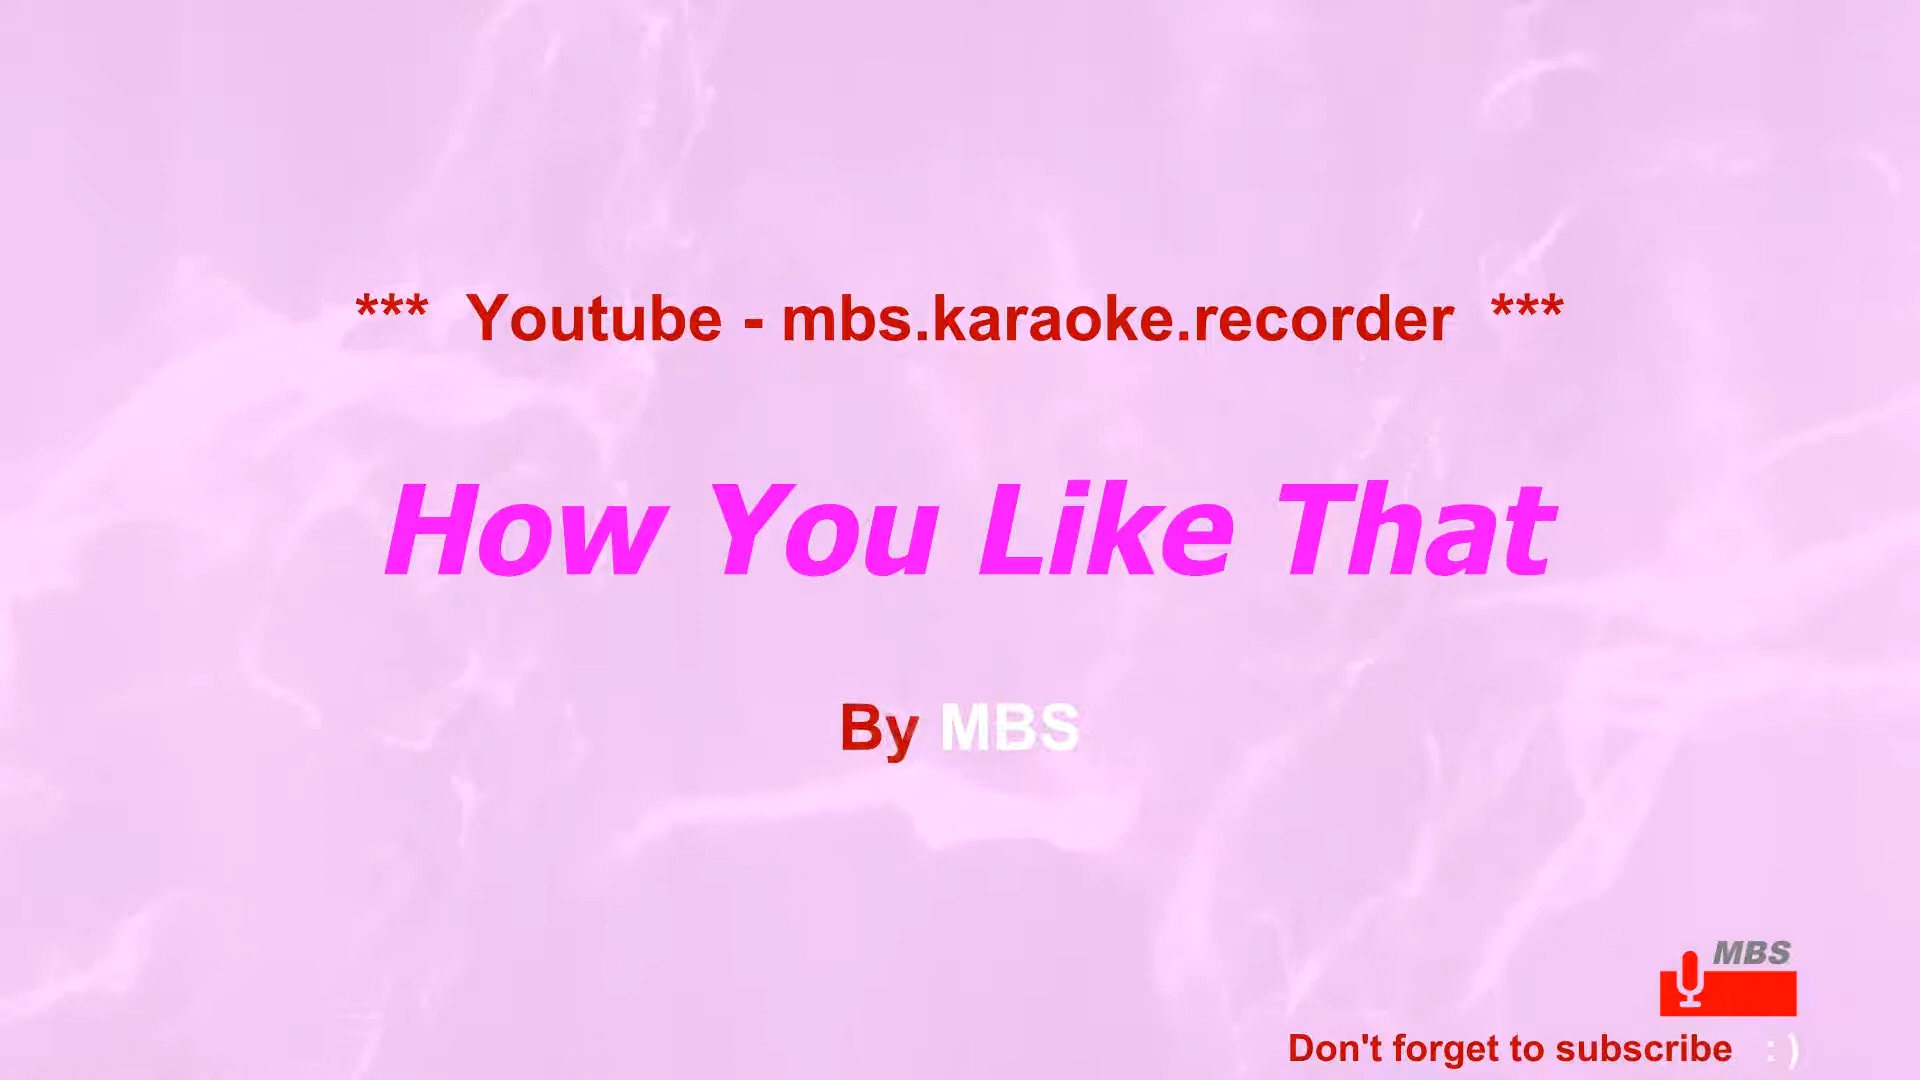 *** Youtube - mbs.karaoke.recorder ***
How You Like That
By MBS
MBS
Don't forget to subscribe : )